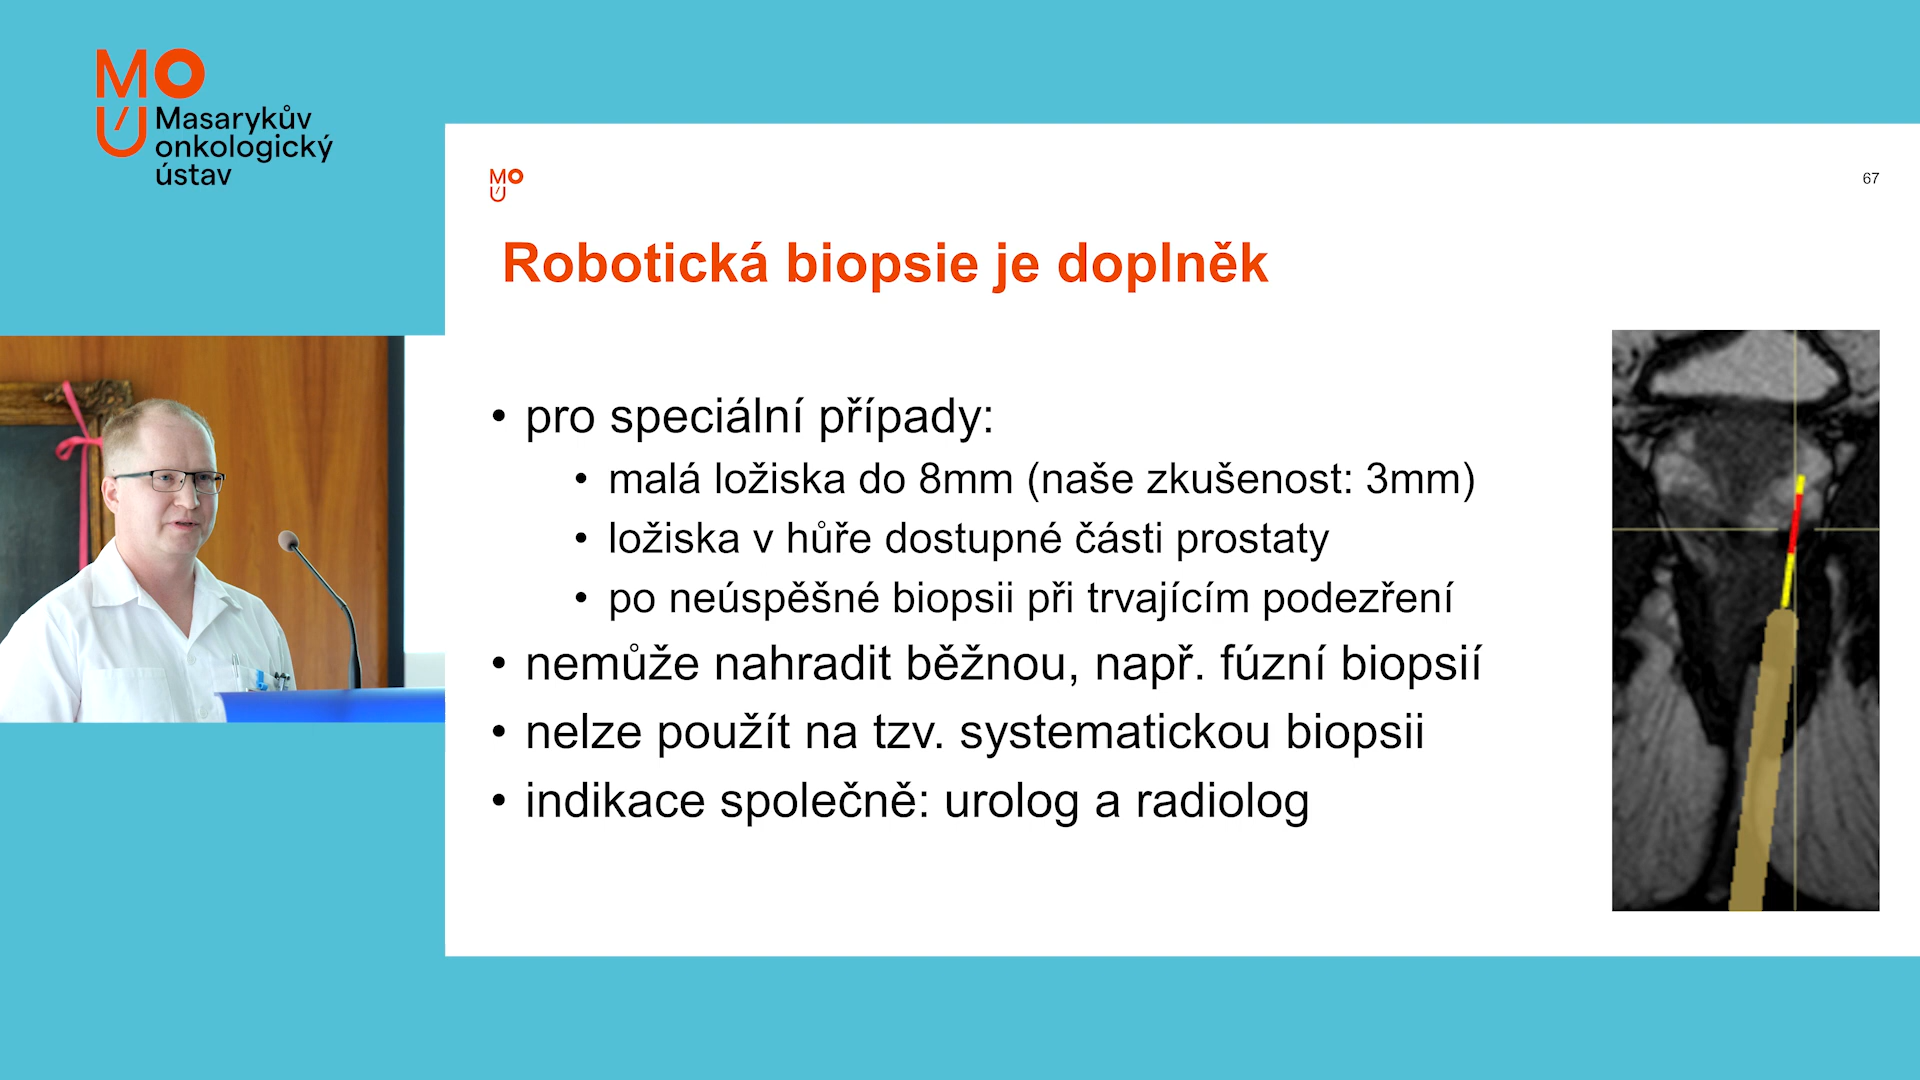 MO
U
Masarykův
onkologický
ústav
MO
U
67
Robotická biopsie je doplněk
• pro speciální případy:
• malá ložiska do 8mm (naše zkušenost: 3mm)
• ložiska v hůře dostupné části prostaty
• po neúspěšné biopsii při trvajícím podezření
• nemůže nahradit běžnou, např. fúzní biopsií
• nelze použít na tzv. systematickou biopsii
• indikace společně: urolog a radiolog